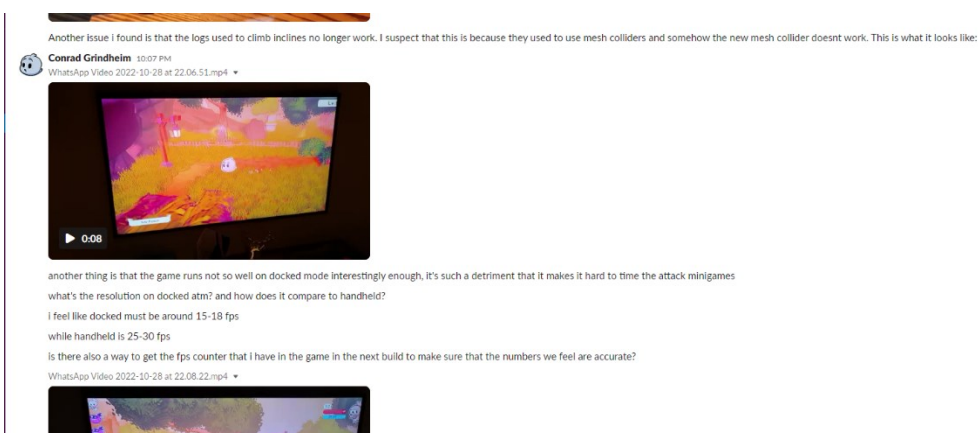 Another issue i found is that the logs used to climb inclines no longer work. I suspect that this is because they used to use mesh colliders and somehow the new mesh collider doesnt work. This is what it looks like:
Conrad Grindheim 10:07 PM
WhatsApp Video 2022-10-28 at 22.06.51.mp4
0:08
another thing is that the game runs not so well on docked mode interestingly enough, it's such a detriment that it makes it hard to time the attack minigames
what's the resolution on docked atm? and how does it compare to handheld?
i feel like docked must be around 15-18 fps
while handheld is 25-30 fps
is there also a way to get the fps counter that i have in the game in the next build to make sure that the numbers we feel are accurate?
WhatsApp Video 2022-10-28 at 22.08.22.mp4